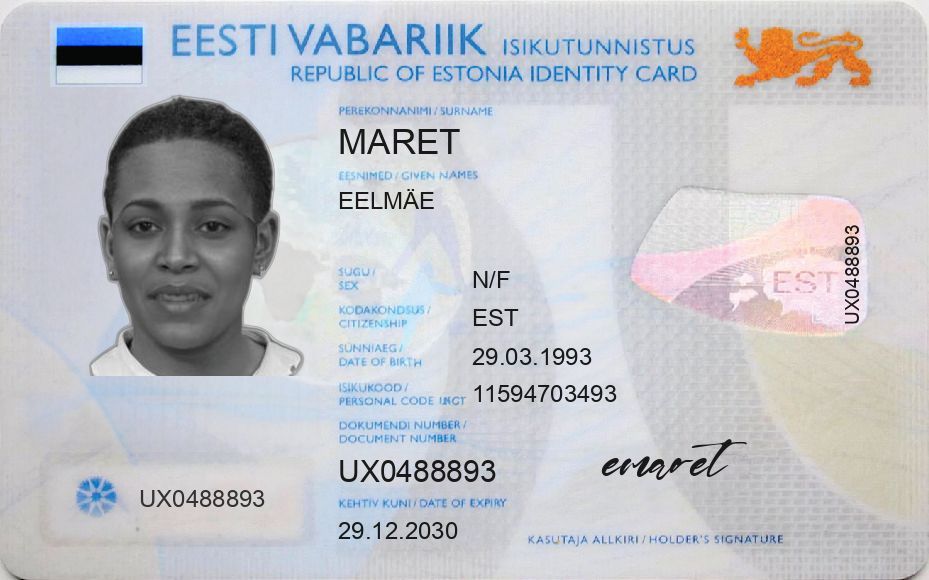 EESTI VABARIIK ISIKUTUNNISTUS
REPUBLIC OF ESTONIA IDENTITY CARD
PEREKONNANIMI / SURNAME
MARET
EESNIMED / GIVEN NAMES
EELMÄE
SUGU /
SEX
N/F
KODAKONDSUS /
CITIZENSHIP
EST
SÜNNIAEG /
DATE OF BIRTH
29.03.1993
ISIKUKOOD /
PERSONAL CODE
11594703493
DOKUMENDI NUMBER /
DOCUMENT NUMBER
UX0488893
KEHTIV KUNI / DATE OF EXPIRY
29.12.2030
UX0488893
EST
UX0488893
emaret
KASUTAJA ALLKIRI / HOLDER'S SIGNATURE